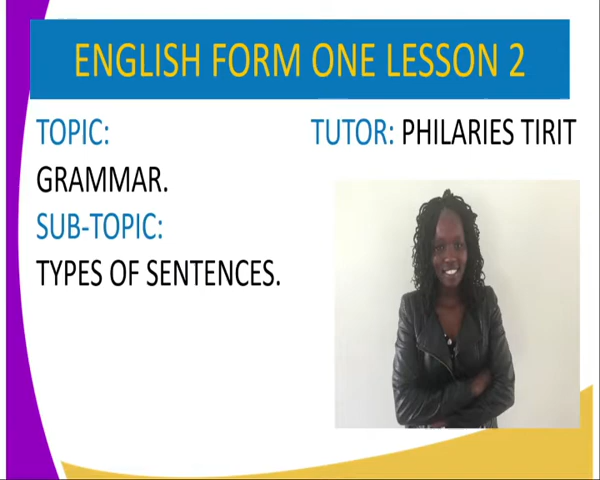 ENGLISH FORM ONE LESSON 2
TOPIC:
GRAMMAR.
SUB-TOPIC:
TYPES OF SENTENCES.
TUTOR: PHILARIES TIRIT